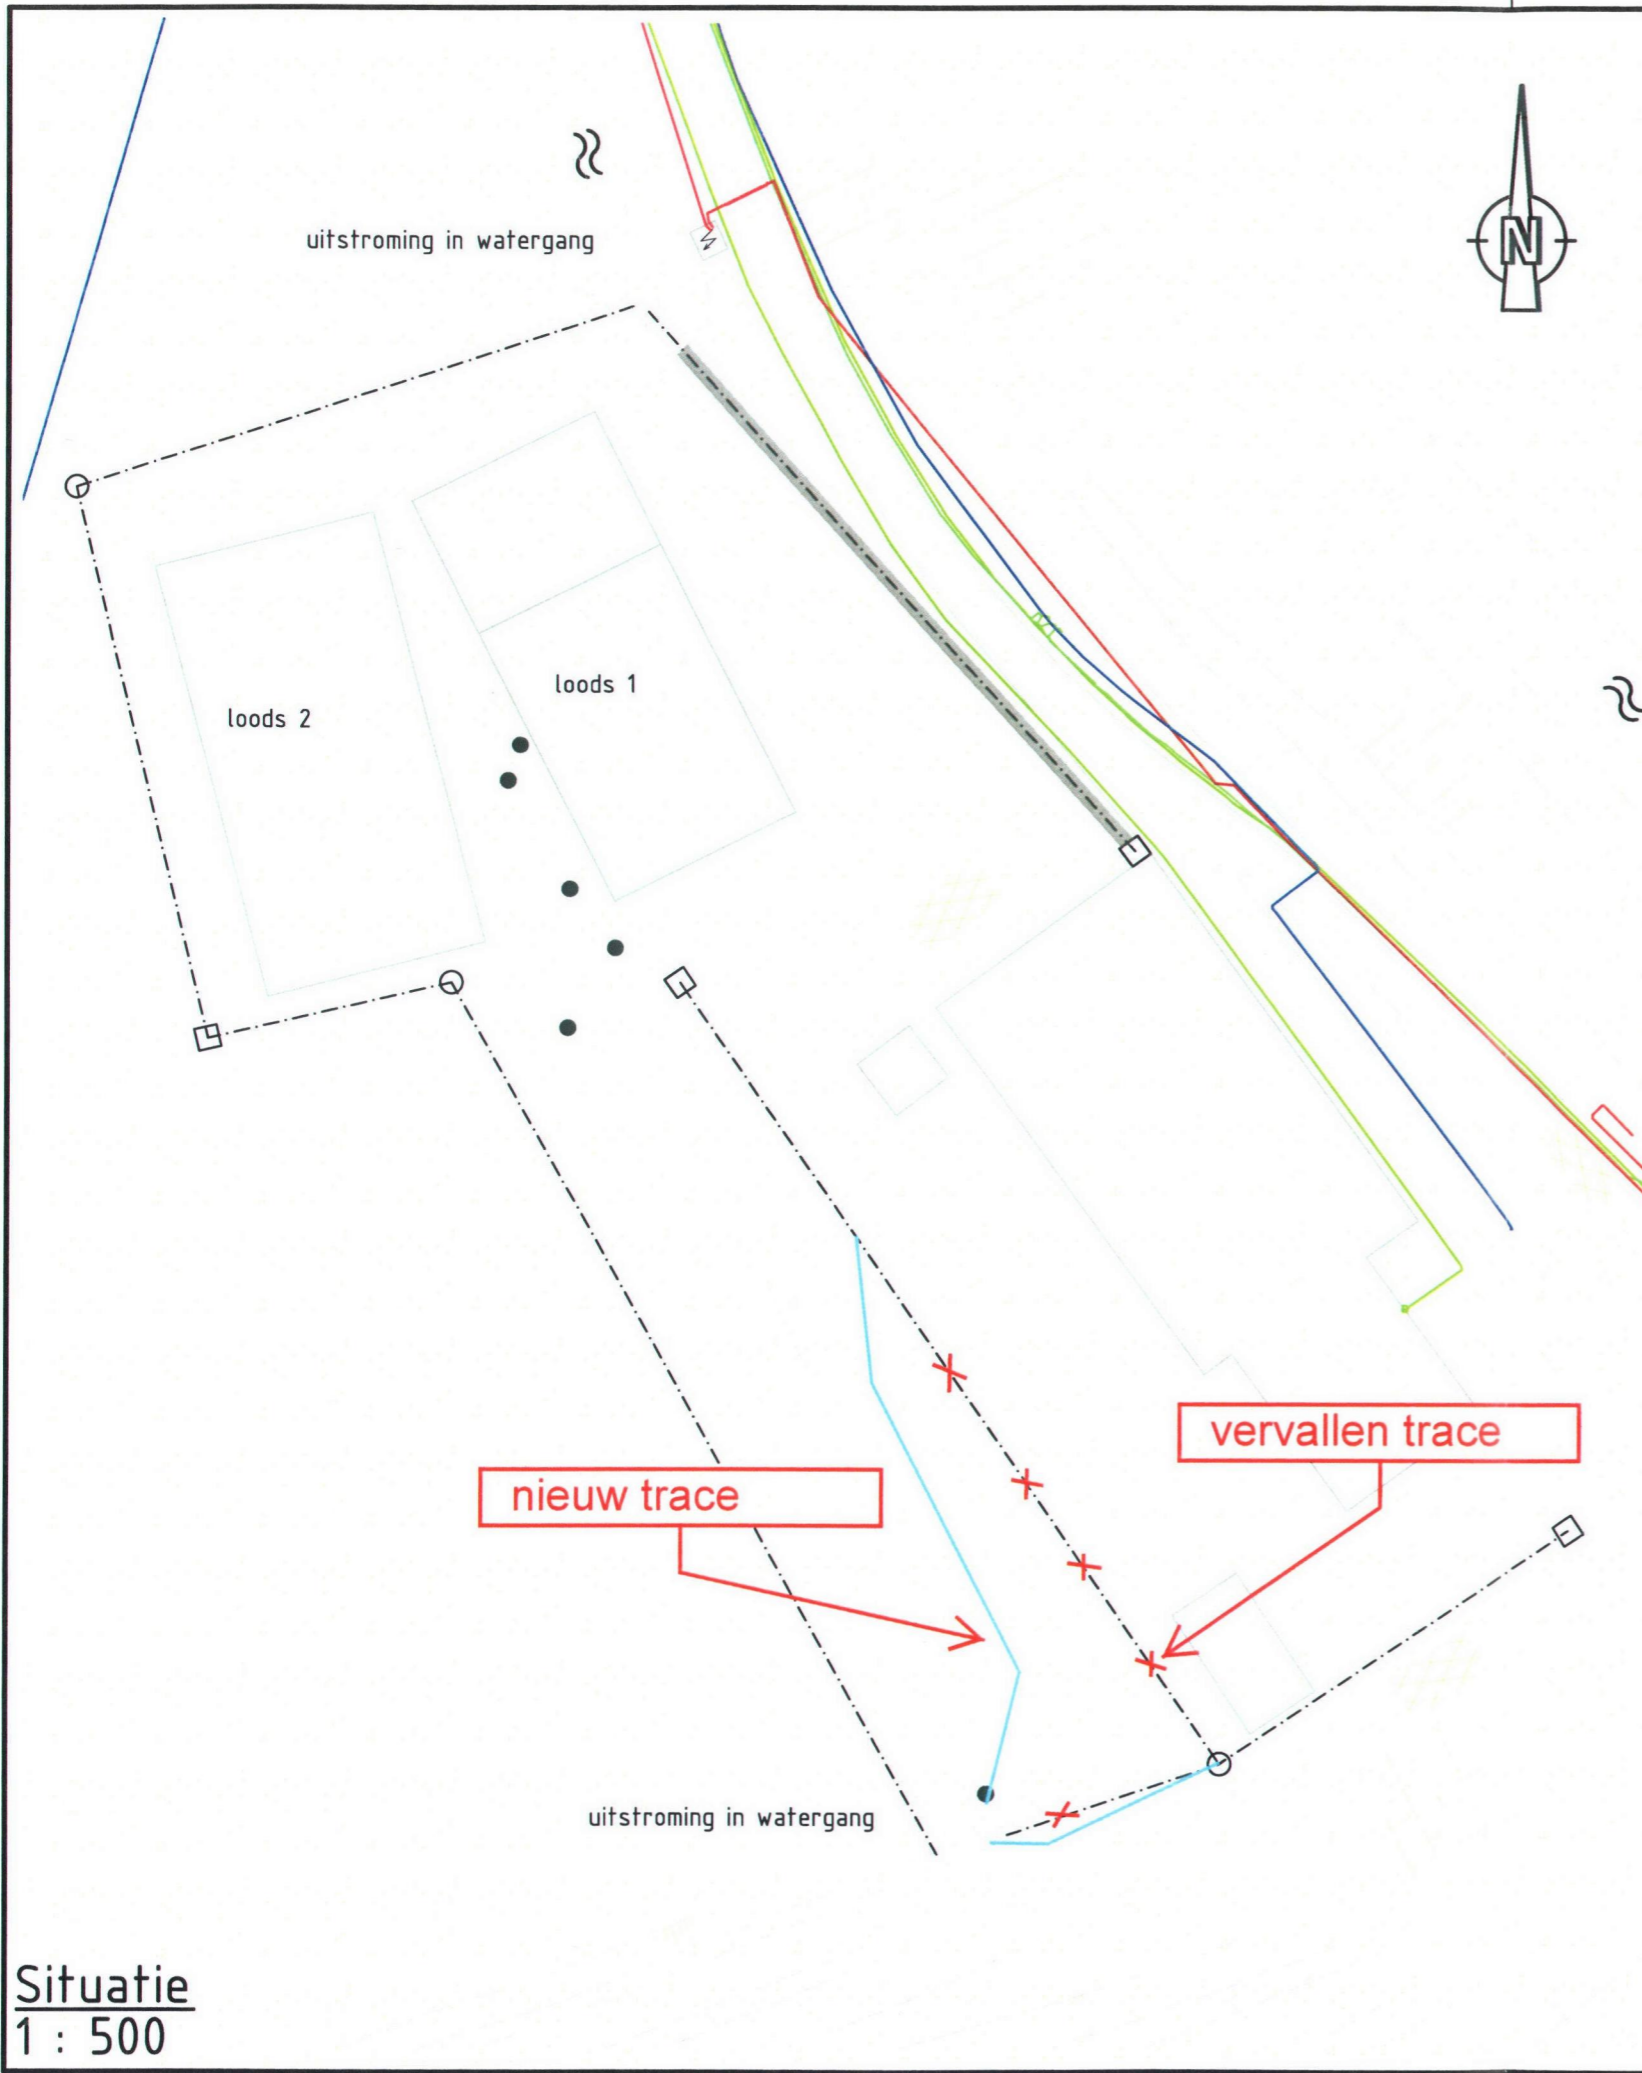 uitstroming in watergang
N
loods 1
loods 2
vervallen trace
nieuw trace
uitstroming in watergang
Situatie
1 : 500